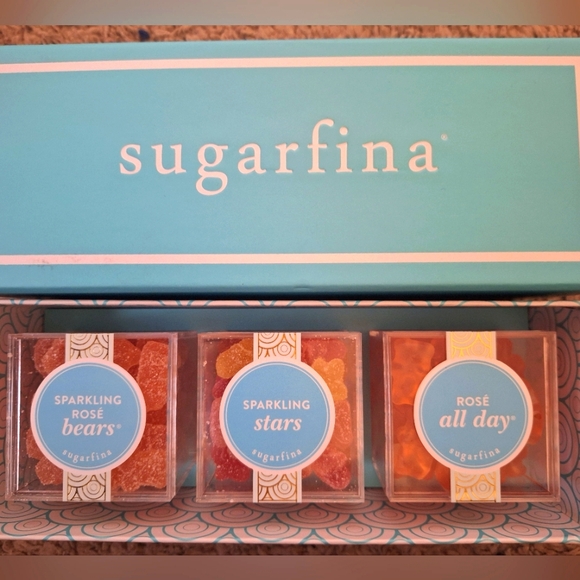 sugarfina®
SPARKLING
ROSÉ
bears®
sugarfina
SPARKLING
stars
sugarfina
ROSÉ
all day®
sugarfina